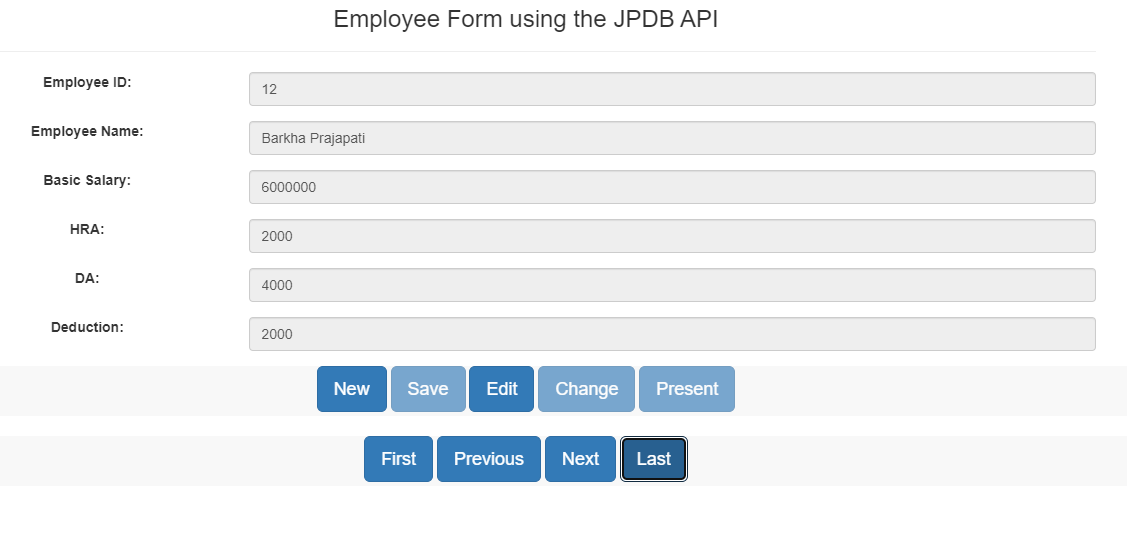 Employee Form using the JPDB API
Employee ID: 12
Employee Name: Barkha Prajapati
Basic Salary: 6000000
HRA: 2000
DA: 4000
Deduction: 2000
New Save Edit Change Present
First Previous Next Last